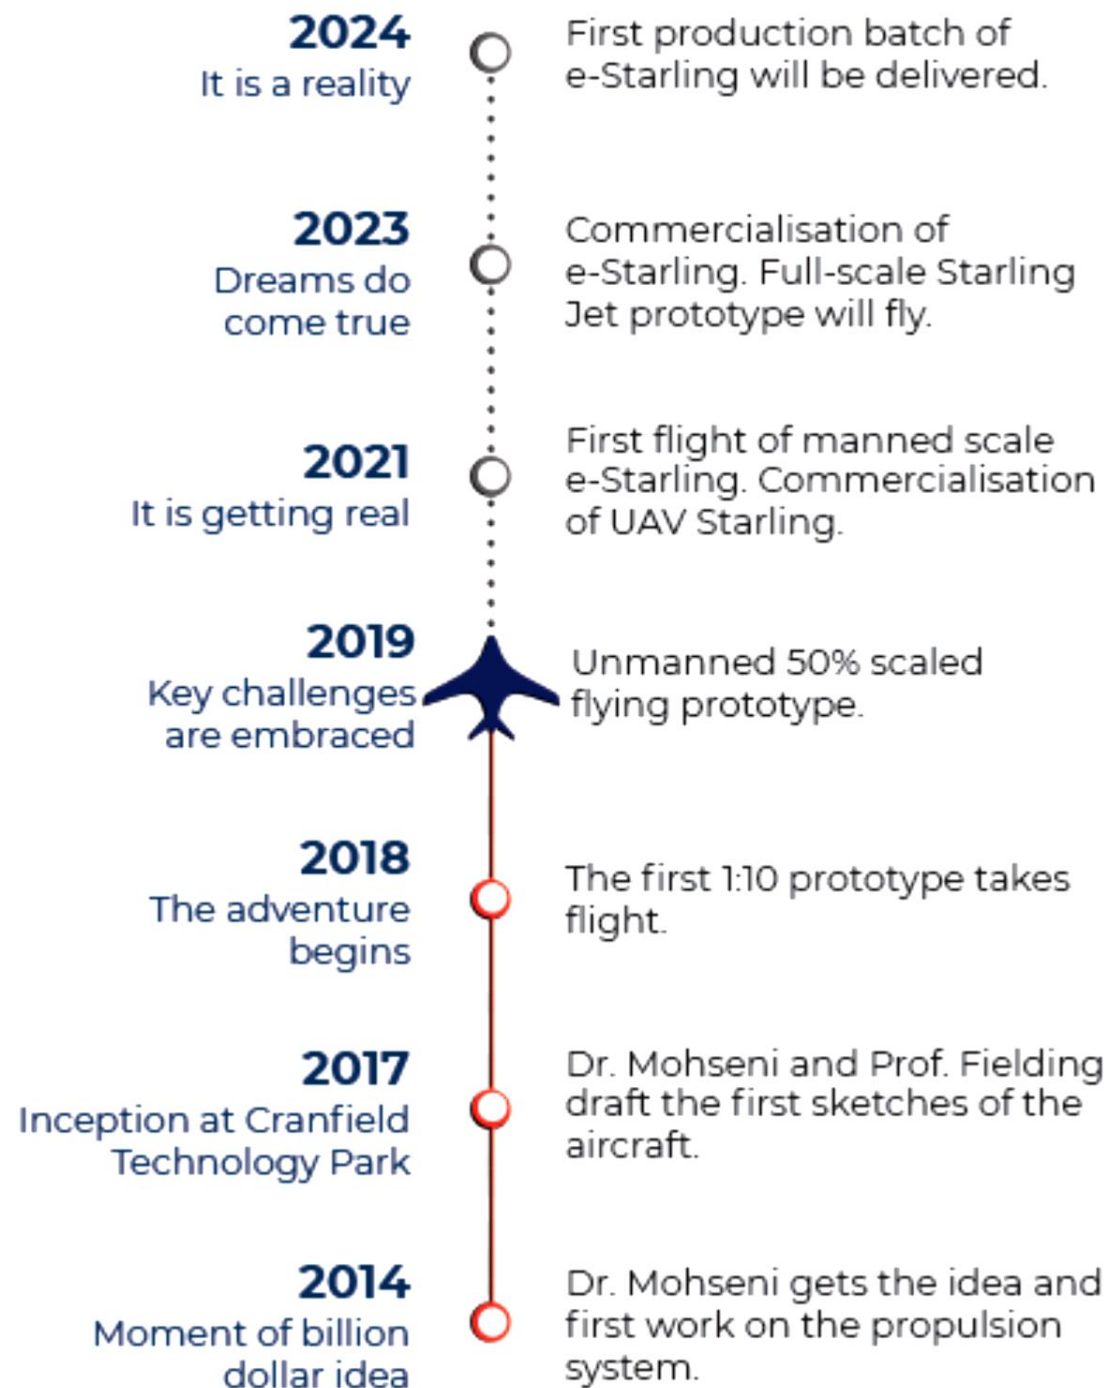 2024
It is a reality
First production batch of
e-Starling will be delivered.
2023
Dreams do
come true
Commercialisation of
e-Starling. Full-scale Starling
Jet prototype will fly.
2021
It is getting real
First flight of manned scale
e-Starling. Commercialisation
of UAV Starling.
2019
Key challenges
are embraced
Unmanned 50% scaled
flying prototype.
2018
The adventure
begins
The first 1:10 prototype takes
flight.
2017
Inception at Cranfield
Technology Park
Dr. Mohseni and Prof. Fielding
draft the first sketches of the
aircraft.
2014
Moment of billion
dollar idea
Dr. Mohseni gets the idea and
first work on the propulsion
system.